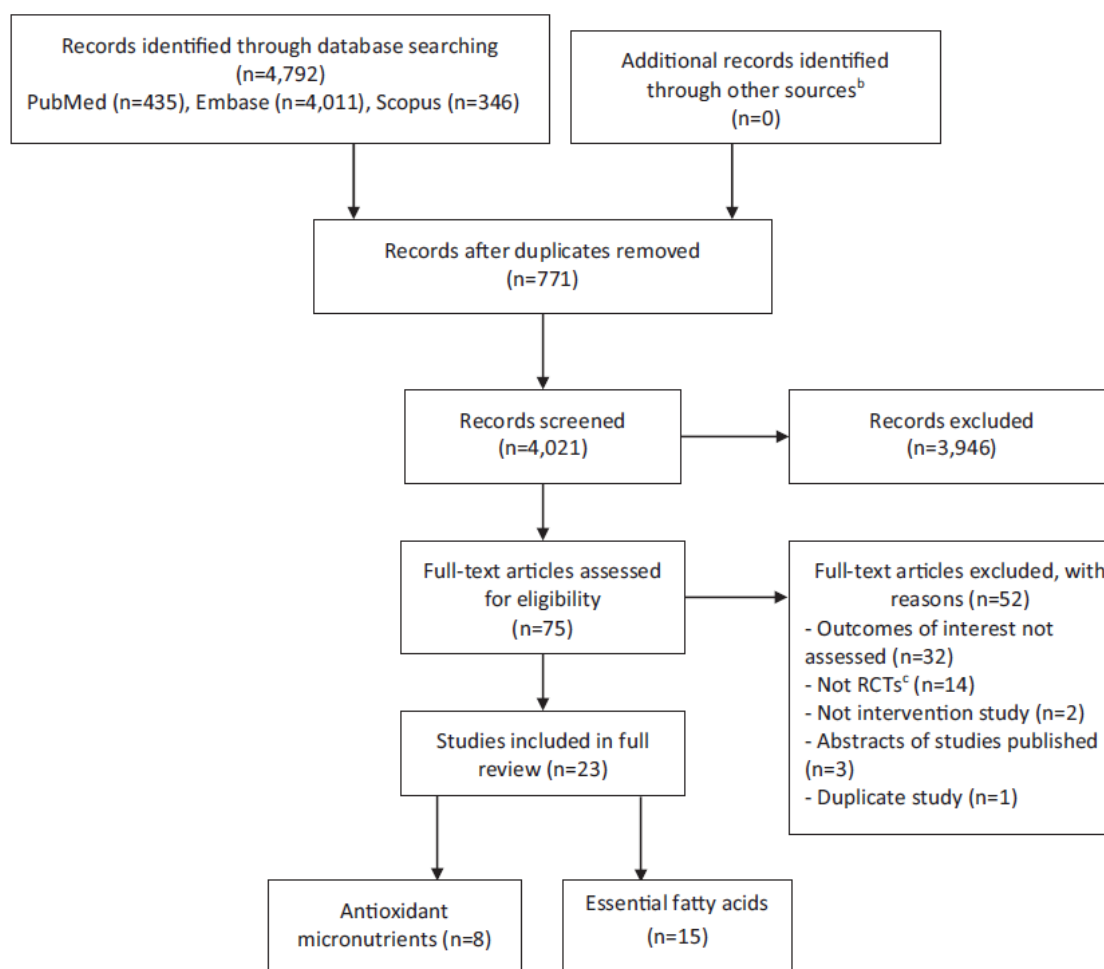 Records identified through database searching
(n=4,792)
PubMed (n=435), Embase (n=4,011), Scopus (n=346)
Additional records identified
through other sourcesᵇ
(n=0)
Records after duplicates removed
(n=771)
Records screened
(n=4,021)
Records excluded
(n=3,946)
Full-text articles assessed
for eligibility
(n=75)
Full-text articles excluded, with
reasons (n=52)
- Outcomes of interest not
assessed (n=32)
- Not RCTsᶜ (n=14)
- Not intervention study (n=2)
- Abstracts of studies published
(n=3)
- Duplicate study (n=1)
Studies included in full
review (n=23)
Antioxidant
micronutrients (n=8)
Essential fatty acids
(n=15)